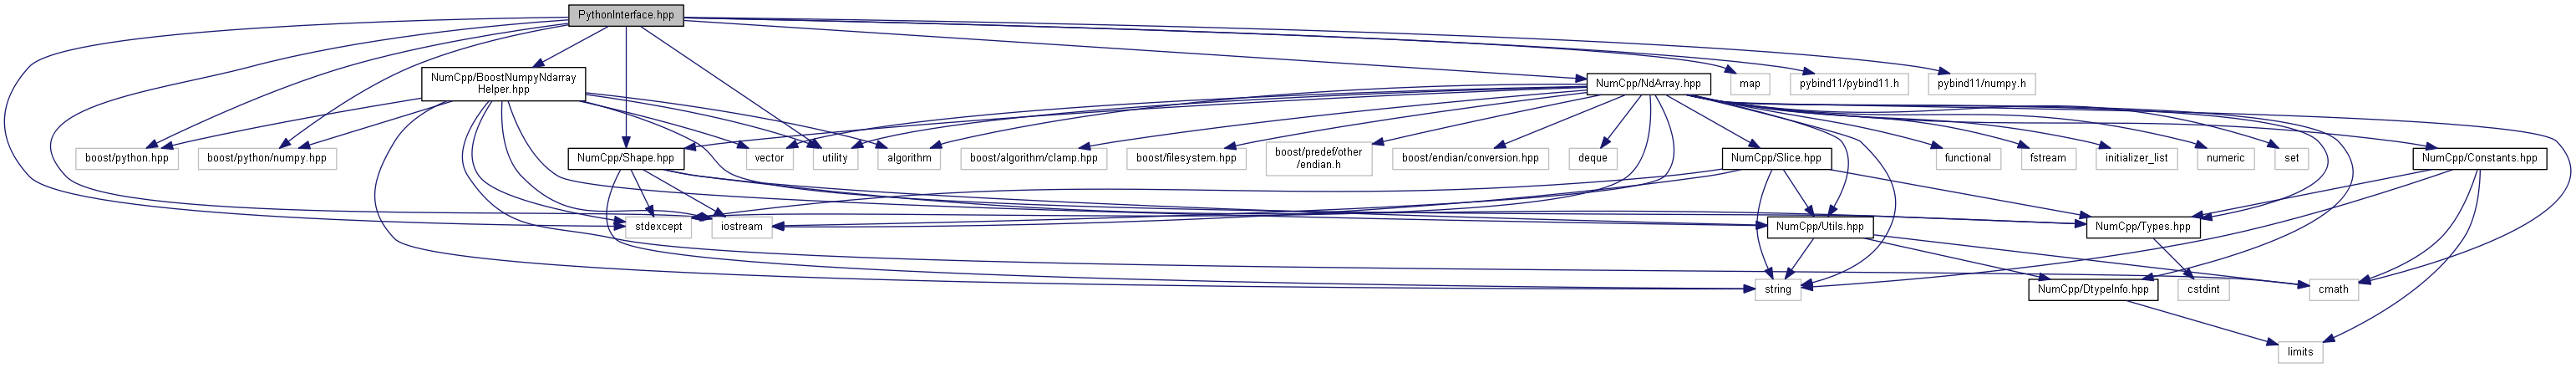 PythonInterface.hpp
NumCpp/BoostNumpyNdarray
Helper.hpp
NumCpp/NdArray.hpp
map
pybind11/pybind11.h
pybind11/numpy.h
boost/python.hpp
boost/python/numpy.hpp
NumCpp/Shape.hpp
vector
utility
algorithm
boost/algorithm/clamp.hpp
boost/filesystem.hpp
boost/predef/other
/endian.h
boost/endian/conversion.hpp
deque
NumCpp/Slice.hpp
functional
fstream
initializer_list
numeric
set
NumCpp/Constants.hpp
stdexcept
iostream
NumCpp/Utils.hpp
NumCpp/Types.hpp
string
NumCpp/DtypeInfo.hpp
cstdint
cmath
limits